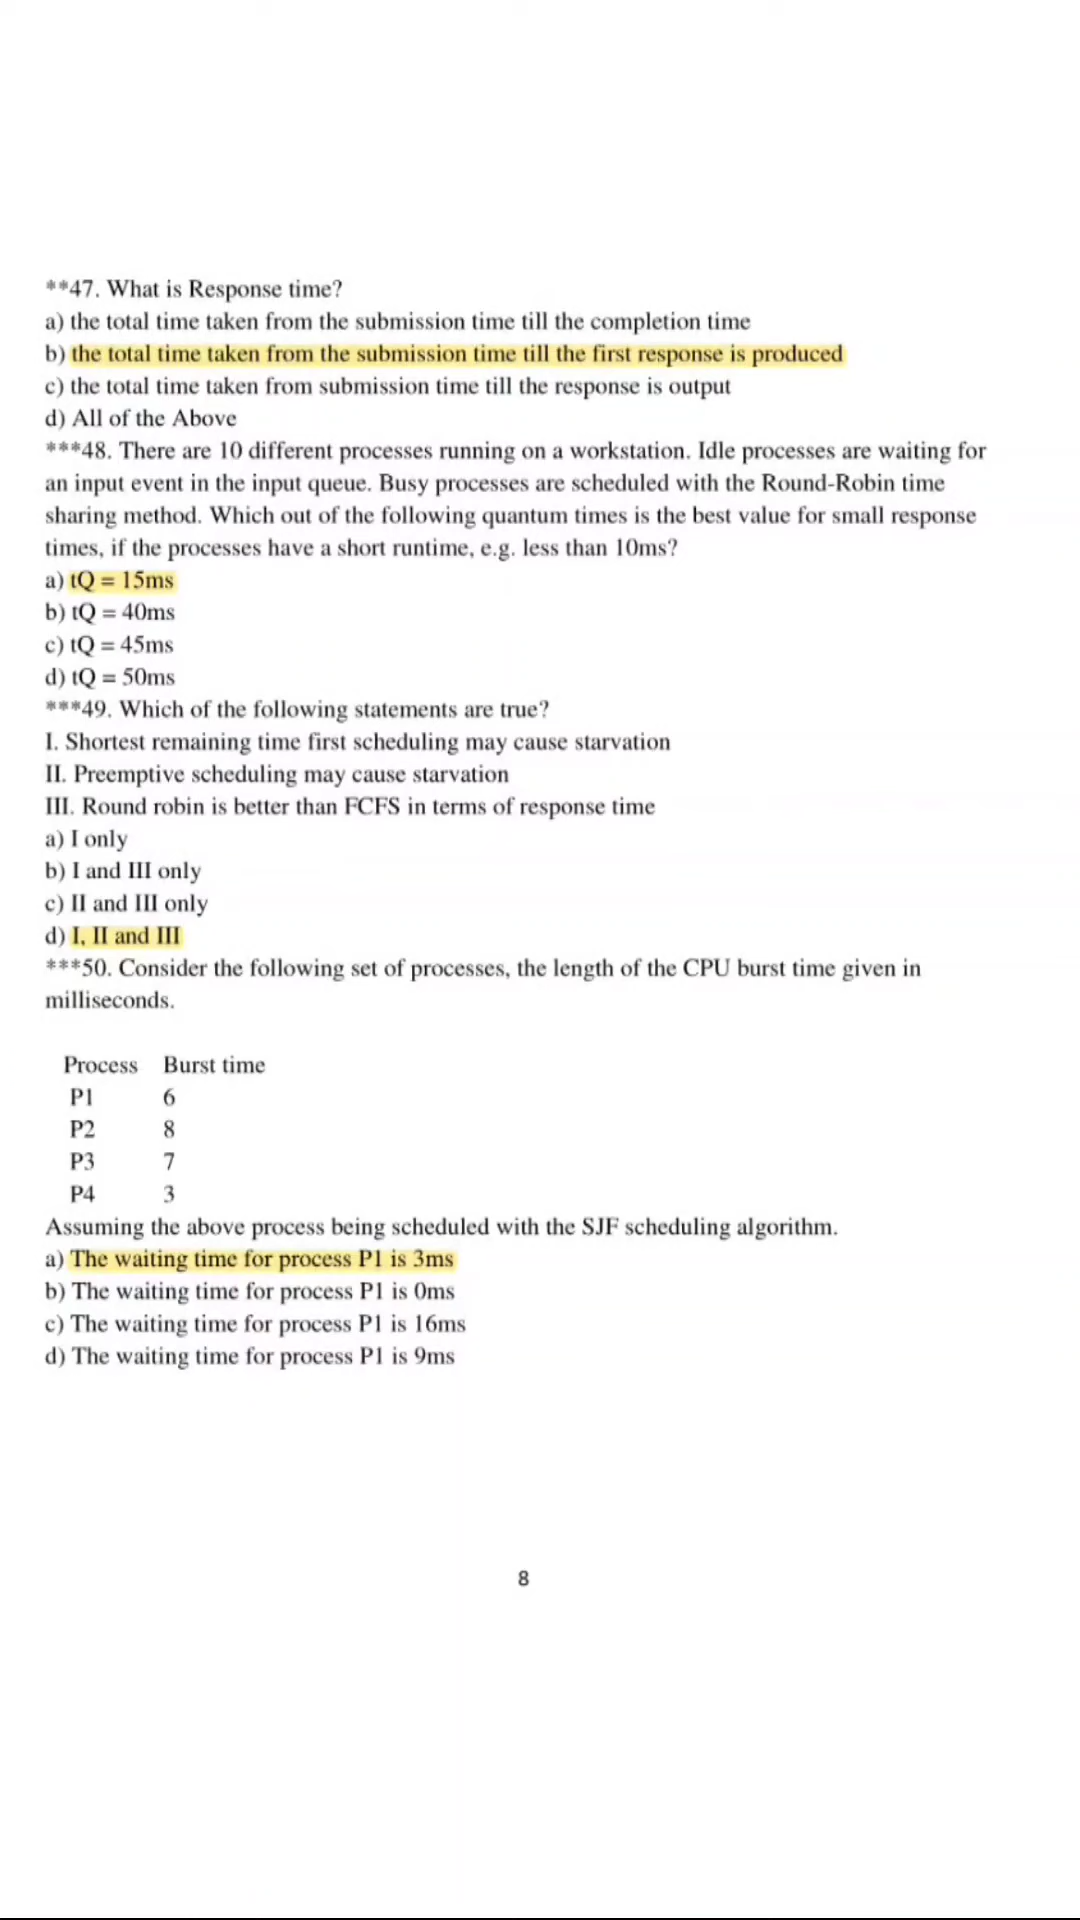 **47. What is Response time?
a) the total time taken from the submission time till the completion time
b) the total time taken from the submission time till the first response is produced
c) the total time taken from submission time till the response is output
d) All of the Above
***48. There are 10 different processes running on a workstation. Idle processes are waiting for
an input event in the input queue. Busy processes are scheduled with the Round-Robin time
sharing method. Which out of the following quantum times is the best value for small response
times, if the processes have a short runtime, e.g. less than 10ms?
a) tQ = 15ms
b) tQ = 40ms
c) tQ = 45ms
d) tQ = 50ms
***49. Which of the following statements are true?
I. Shortest remaining time first scheduling may cause starvation
II. Preemptive scheduling may cause starvation
III. Round robin is better than FCFS in terms of response time
a) I only
b) I and III only
c) II and III only
d) I, II and III
***50. Consider the following set of processes, the length of the CPU burst time given in
milliseconds.
Process Burst time
P1 6
P2 8
P3 7
P4 3
Assuming the above process being scheduled with the SJF scheduling algorithm.
a) The waiting time for process P1 is 3ms
b) The waiting time for process P1 is 0ms
c) The waiting time for process P1 is 16ms
d) The waiting time for process P1 is 9ms
8